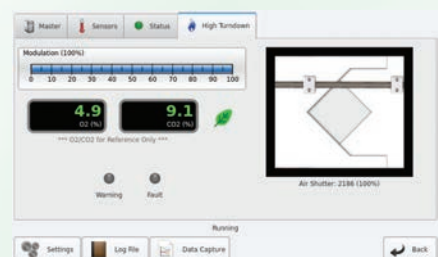 Master
Sensors
Status
High Turndown
Modulation (100%)
0 10 20 30 40 50 60 70 80 90 100
4.9
O2 (%)
9.1
CO2 (%)
*** O2/CO2 for Reference Only ***
Warning
Fault
Air Shutter: 2186 (100%)
Running
Settings
Log File
Data Capture
Back